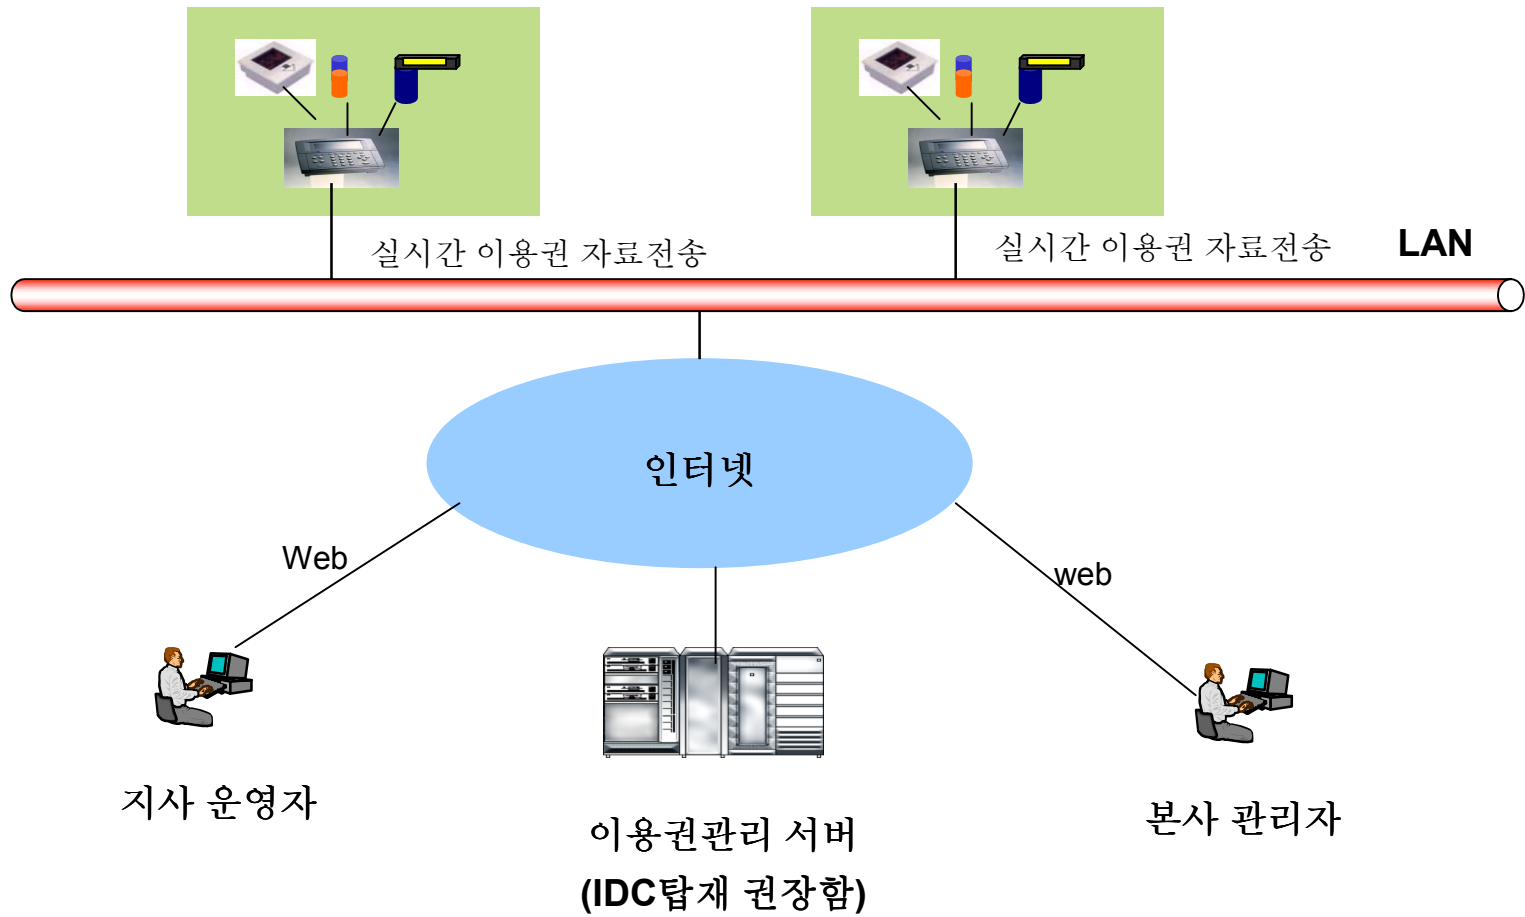 실시간 이용권 자료전송
실시간 이용권 자료전송
LAN
인터넷
Web
web
지사 운영자
이용권관리 서버
(IDC탑재 권장함)
본사 관리자